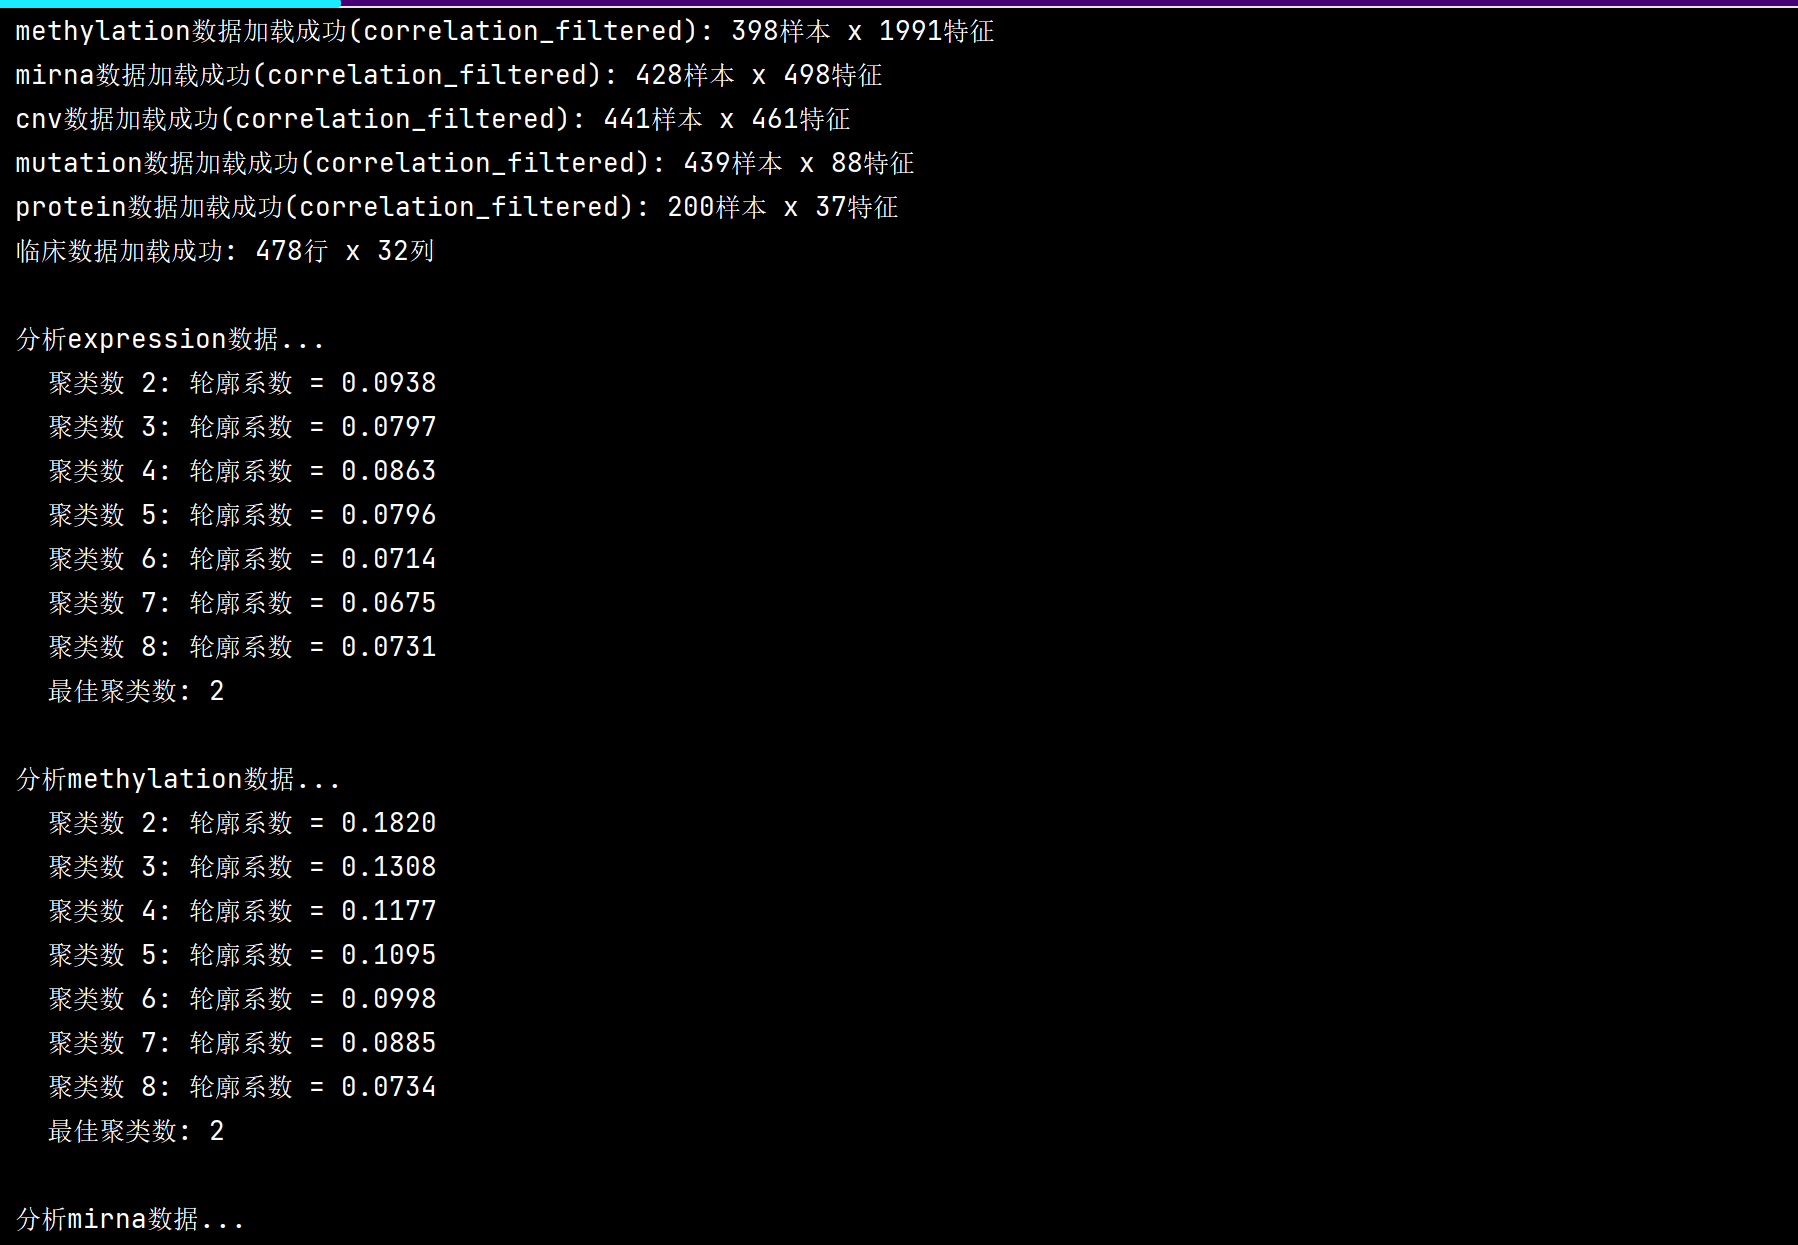 methylation数据加载成功(correlation_filtered): 398样本 x 1991特征
mirna数据加载成功(correlation_filtered): 428样本 x 498特征
cnv数据加载成功(correlation_filtered): 441样本 x 461特征
mutation数据加载成功(correlation_filtered): 439样本 x 88特征
protein数据加载成功(correlation_filtered): 200样本 x 37特征
临床数据加载成功: 478行 x 32列
分析expression数据...
聚类数 2: 轮廓系数 = 0.0938
聚类数 3: 轮廓系数 = 0.0797
聚类数 4: 轮廓系数 = 0.0863
聚类数 5: 轮廓系数 = 0.0796
聚类数 6: 轮廓系数 = 0.0714
聚类数 7: 轮廓系数 = 0.0675
聚类数 8: 轮廓系数 = 0.0731
最佳聚类数: 2
分析methylation数据...
聚类数 2: 轮廓系数 = 0.1820
聚类数 3: 轮廓系数 = 0.1308
聚类数 4: 轮廓系数 = 0.1177
聚类数 5: 轮廓系数 = 0.1095
聚类数 6: 轮廓系数 = 0.0998
聚类数 7: 轮廓系数 = 0.0885
聚类数 8: 轮廓系数 = 0.0734
最佳聚类数: 2
分析mirna数据...